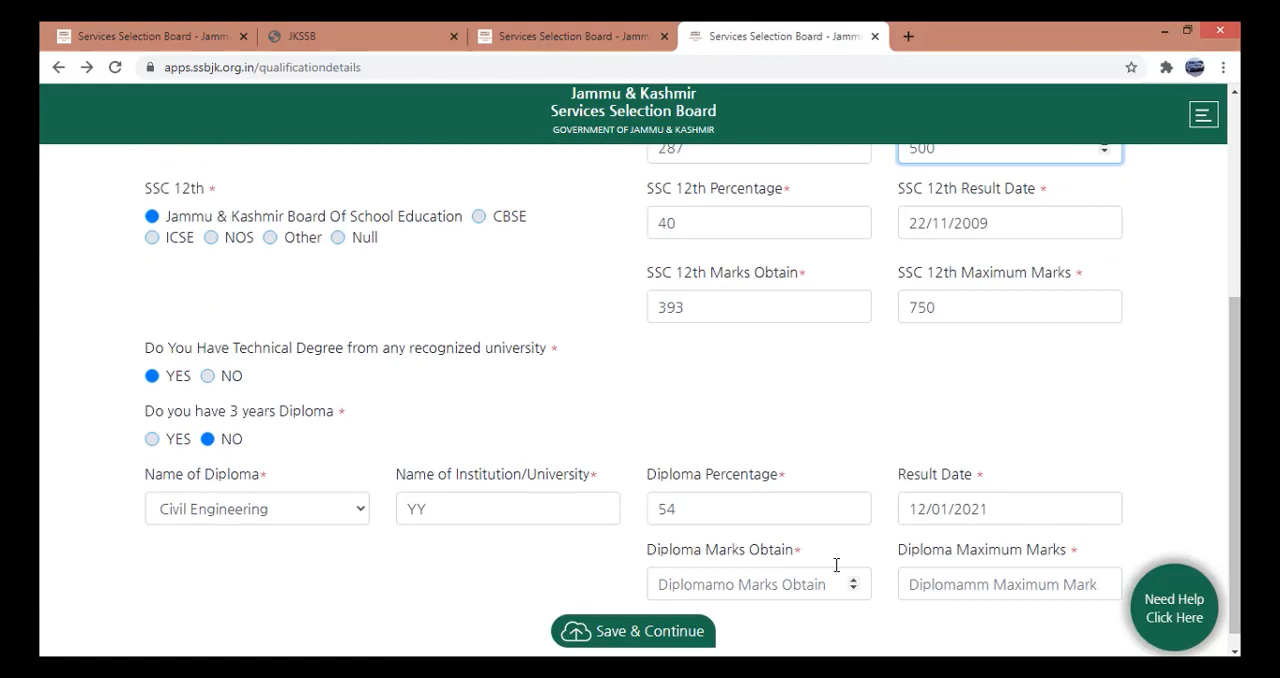 Services Selection Board - Jamm
JKSSB
Services Selection Board - Jamm
Services Selection Board - Jamm
apps.ssbjk.org.in/qualificationdetails
Jammu & Kashmir
Services Selection Board
GOVERNMENT OF JAMMU & KASHMIR
287 500
SSC 12th * SSC 12th Percentage* SSC 12th Result Date *
Jammu & Kashmir Board Of School Education CBSE 40 22/11/2009
ICSE NOS Other Null
SSC 12th Marks Obtain* SSC 12th Maximum Marks *
393 750
Do You Have Technical Degree from any recognized university *
YES NO
Do you have 3 years Diploma *
YES NO
Name of Diploma* Name of Institution/University* Diploma Percentage* Result Date *
Civil Engineering YY 54 12/01/2021
Diploma Marks Obtain* Diploma Maximum Marks *
Diplomamo Marks Obtain Diplomamm Maximum Mark
Need Help
Click Here
Save & Continue